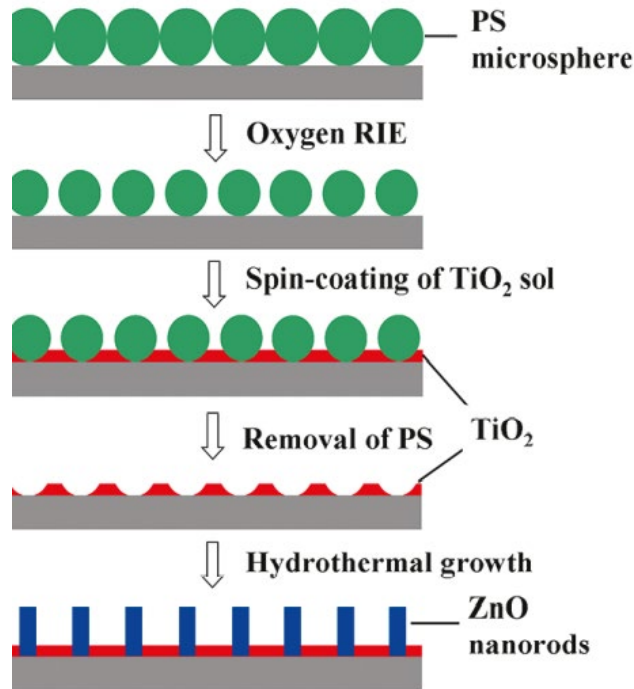 PS
microsphere
Oxygen RIE
Spin-coating of TiO₂ sol
Removal of PS
TiO₂
Hydrothermal growth
ZnO
nanorods